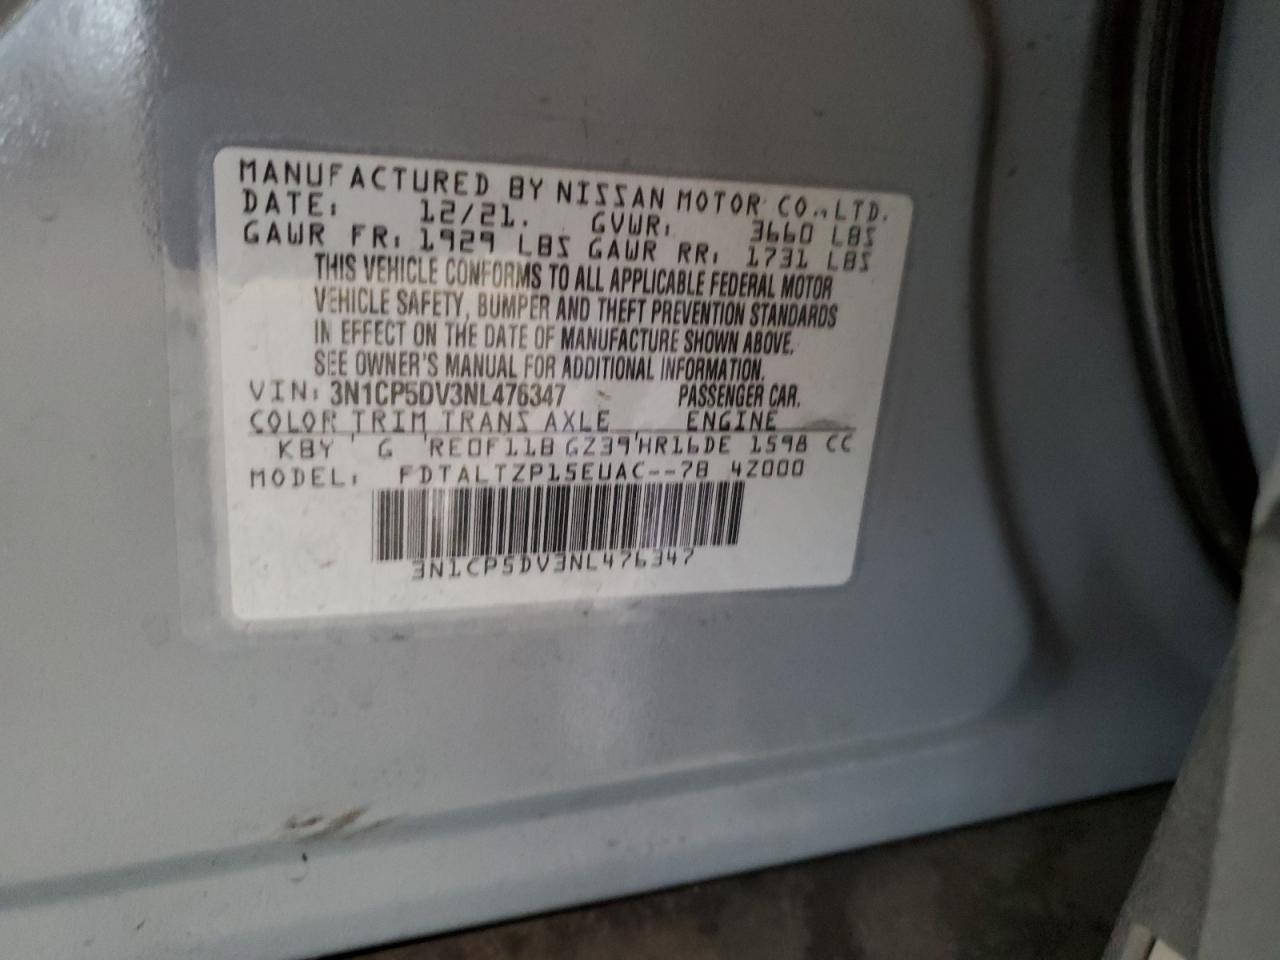 MANUFACTURED BY NISSAN MOTOR CO.,LTD.
DATE: 12/21. GVWR: 3660 LBS
GAWR FR: 1929 LBS GAWR RR: 1731 LBS
THIS VEHICLE CONFORMS TO ALL APPLICABLE FEDERAL MOTOR
VEHICLE SAFETY, BUMPER AND THEFT PREVENTION STANDARDS
IN EFFECT ON THE DATE OF MANUFACTURE SHOWN ABOVE.
SEE OWNER'S MANUAL FOR ADDITIONAL INFORMATION.
VIN: 3N1CP5DV3NL476347 PASSENGER CAR.
COLOR TRIM TRANS AXLE ENGINE
KBY G RE0F11B GZ39 HR16DE 1598 CC
MODEL: FDTALTZP15EUAC--7B 4Z000
3N1CP5DV3NL476347